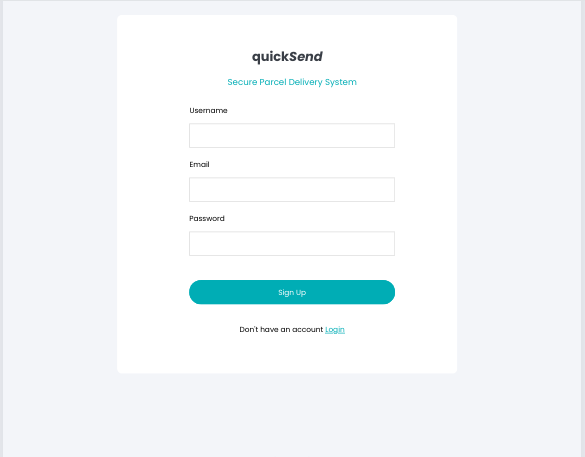 quickSend
Secure Parcel Delivery System
Username
Email
Password
Sign Up
Don't have an account Login